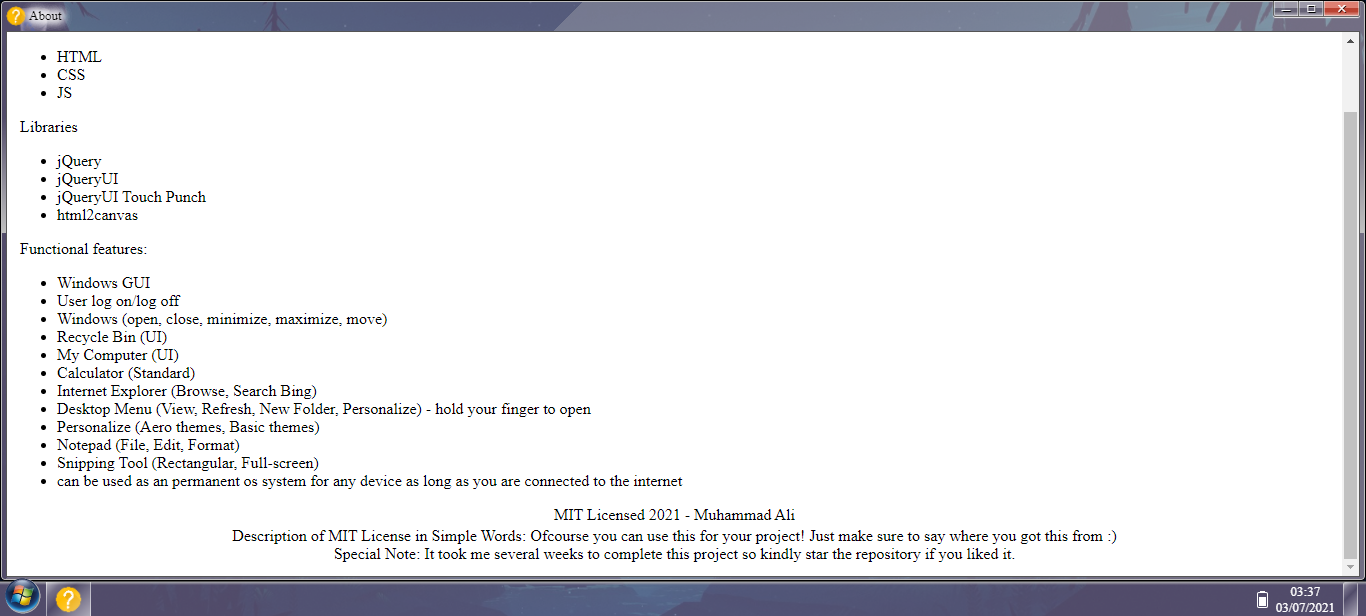 About
HTML
CSS
JS
Libraries
jQuery
jQueryUI
jQueryUI Touch Punch
html2canvas
Functional features:
Windows GUI
User log on/log off
Windows (open, close, minimize, maximize, move)
Recycle Bin (UI)
My Computer (UI)
Calculator (Standard)
Internet Explorer (Browse, Search Bing)
Desktop Menu (View, Refresh, New Folder, Personalize) - hold your finger to open
Personalize (Aero themes, Basic themes)
Notepad (File, Edit, Format)
Snipping Tool (Rectangular, Full-screen)
can be used as an permanent os system for any device as long as you are connected to the internet
MIT Licensed 2021 - Muhammad Ali
Description of MIT License in Simple Words: Ofcourse you can use this for your project! Just make sure to say where you got this from :)
Special Note: It took me several weeks to complete this project so kindly star the repository if you liked it.
03:37
03/07/2021